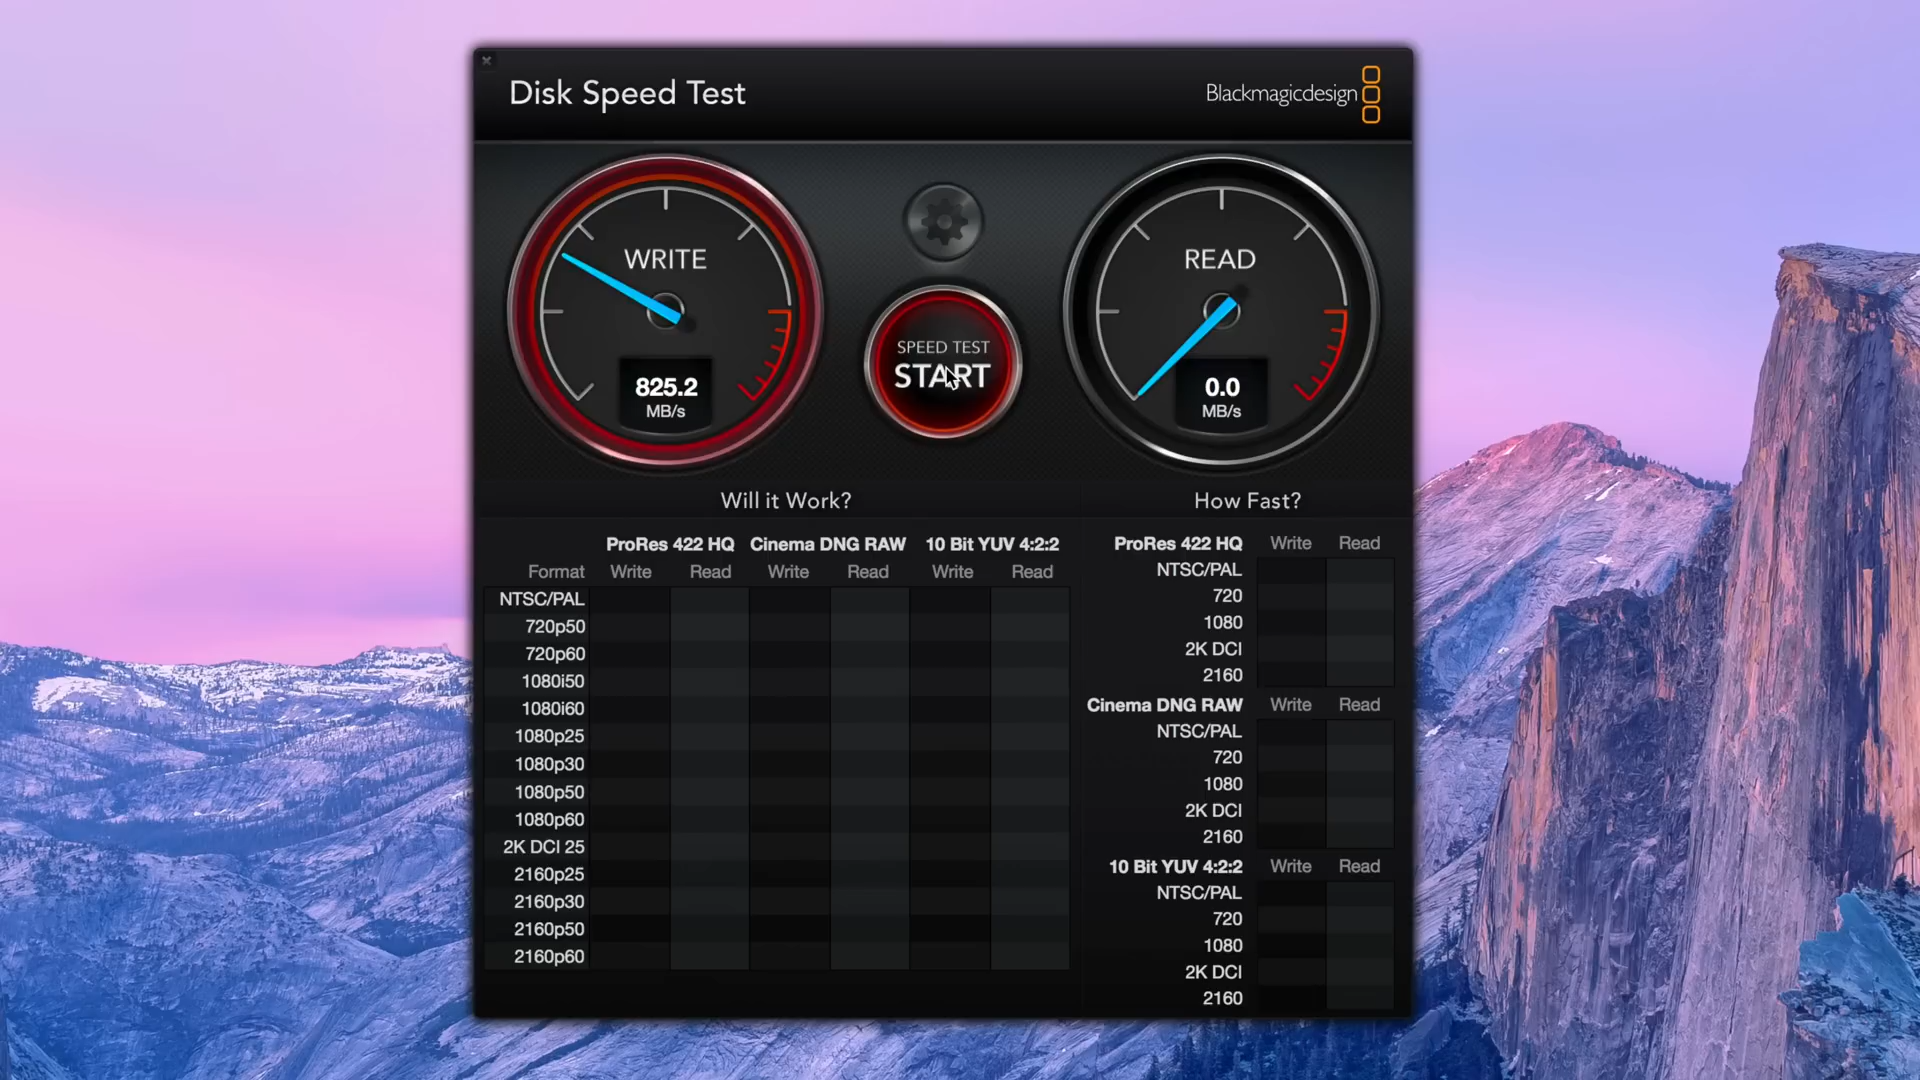 Disk Speed Test
Blackmagicdesign
WRITE
825.2
MB/s
SPEED TEST
START
READ
0.0
MB/s
Will it Work?
ProRes 422 HQ Cinema DNG RAW 10 Bit YUV 4:2:2
Format Write Read Write Read Write Read
NTSC/PAL
720p50
720p60
1080i50
1080i60
1080p25
1080p30
1080p50
1080p60
2K DCI 25
2160p25
2160p30
2160p50
2160p60
How Fast?
ProRes 422 HQ Write Read
NTSC/PAL
720
1080
2K DCI
2160
Cinema DNG RAW Write Read
NTSC/PAL
720
1080
2K DCI
2160
10 Bit YUV 4:2:2 Write Read
NTSC/PAL
720
1080
2K DCI
2160